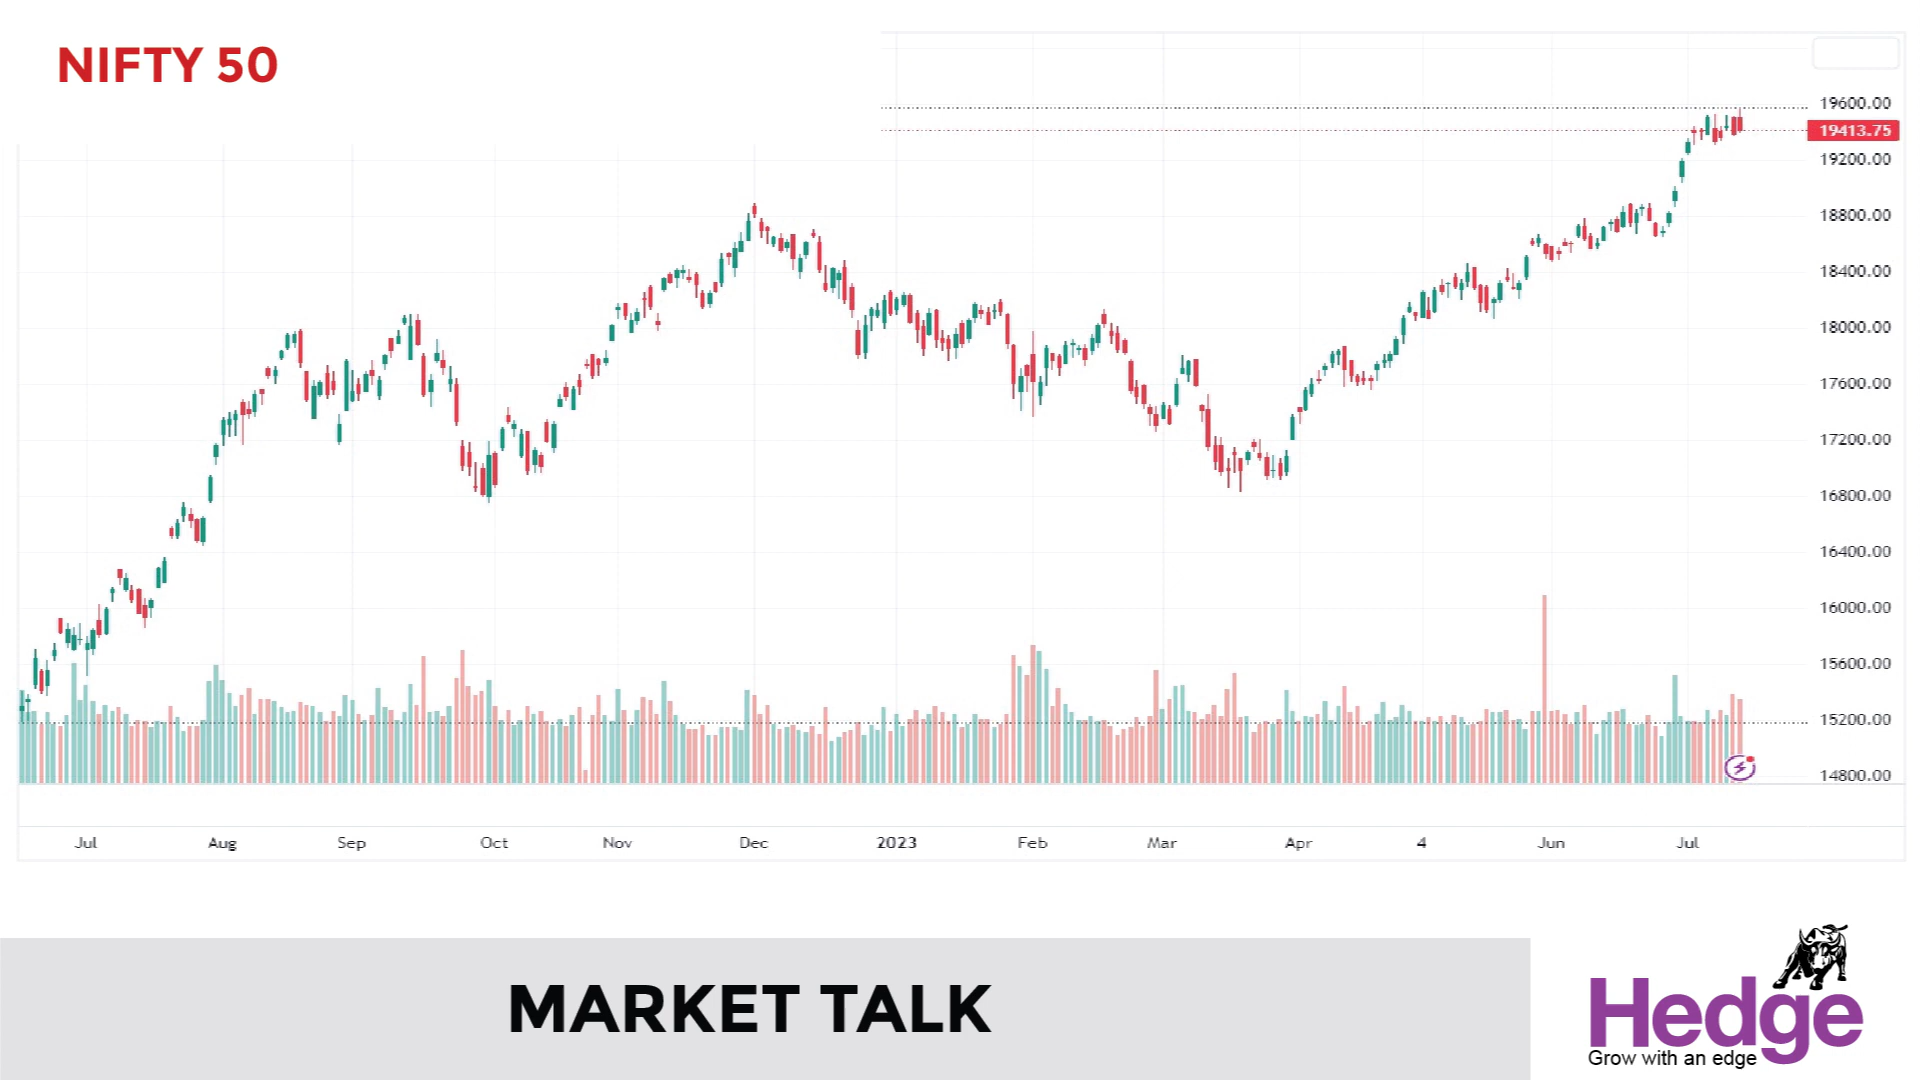 NIFTY 50
19600.00
19413.75
19200.00
18800.00
18400.00
18000.00
17600.00
17200.00
16800.00
16400.00
16000.00
15600.00
15200.00
14800.00
Jul Aug Sep Oct Nov Dec 2023 Feb Mar Apr 4 Jun Jul
MARKET TALK
Hedge
Grow with an edge